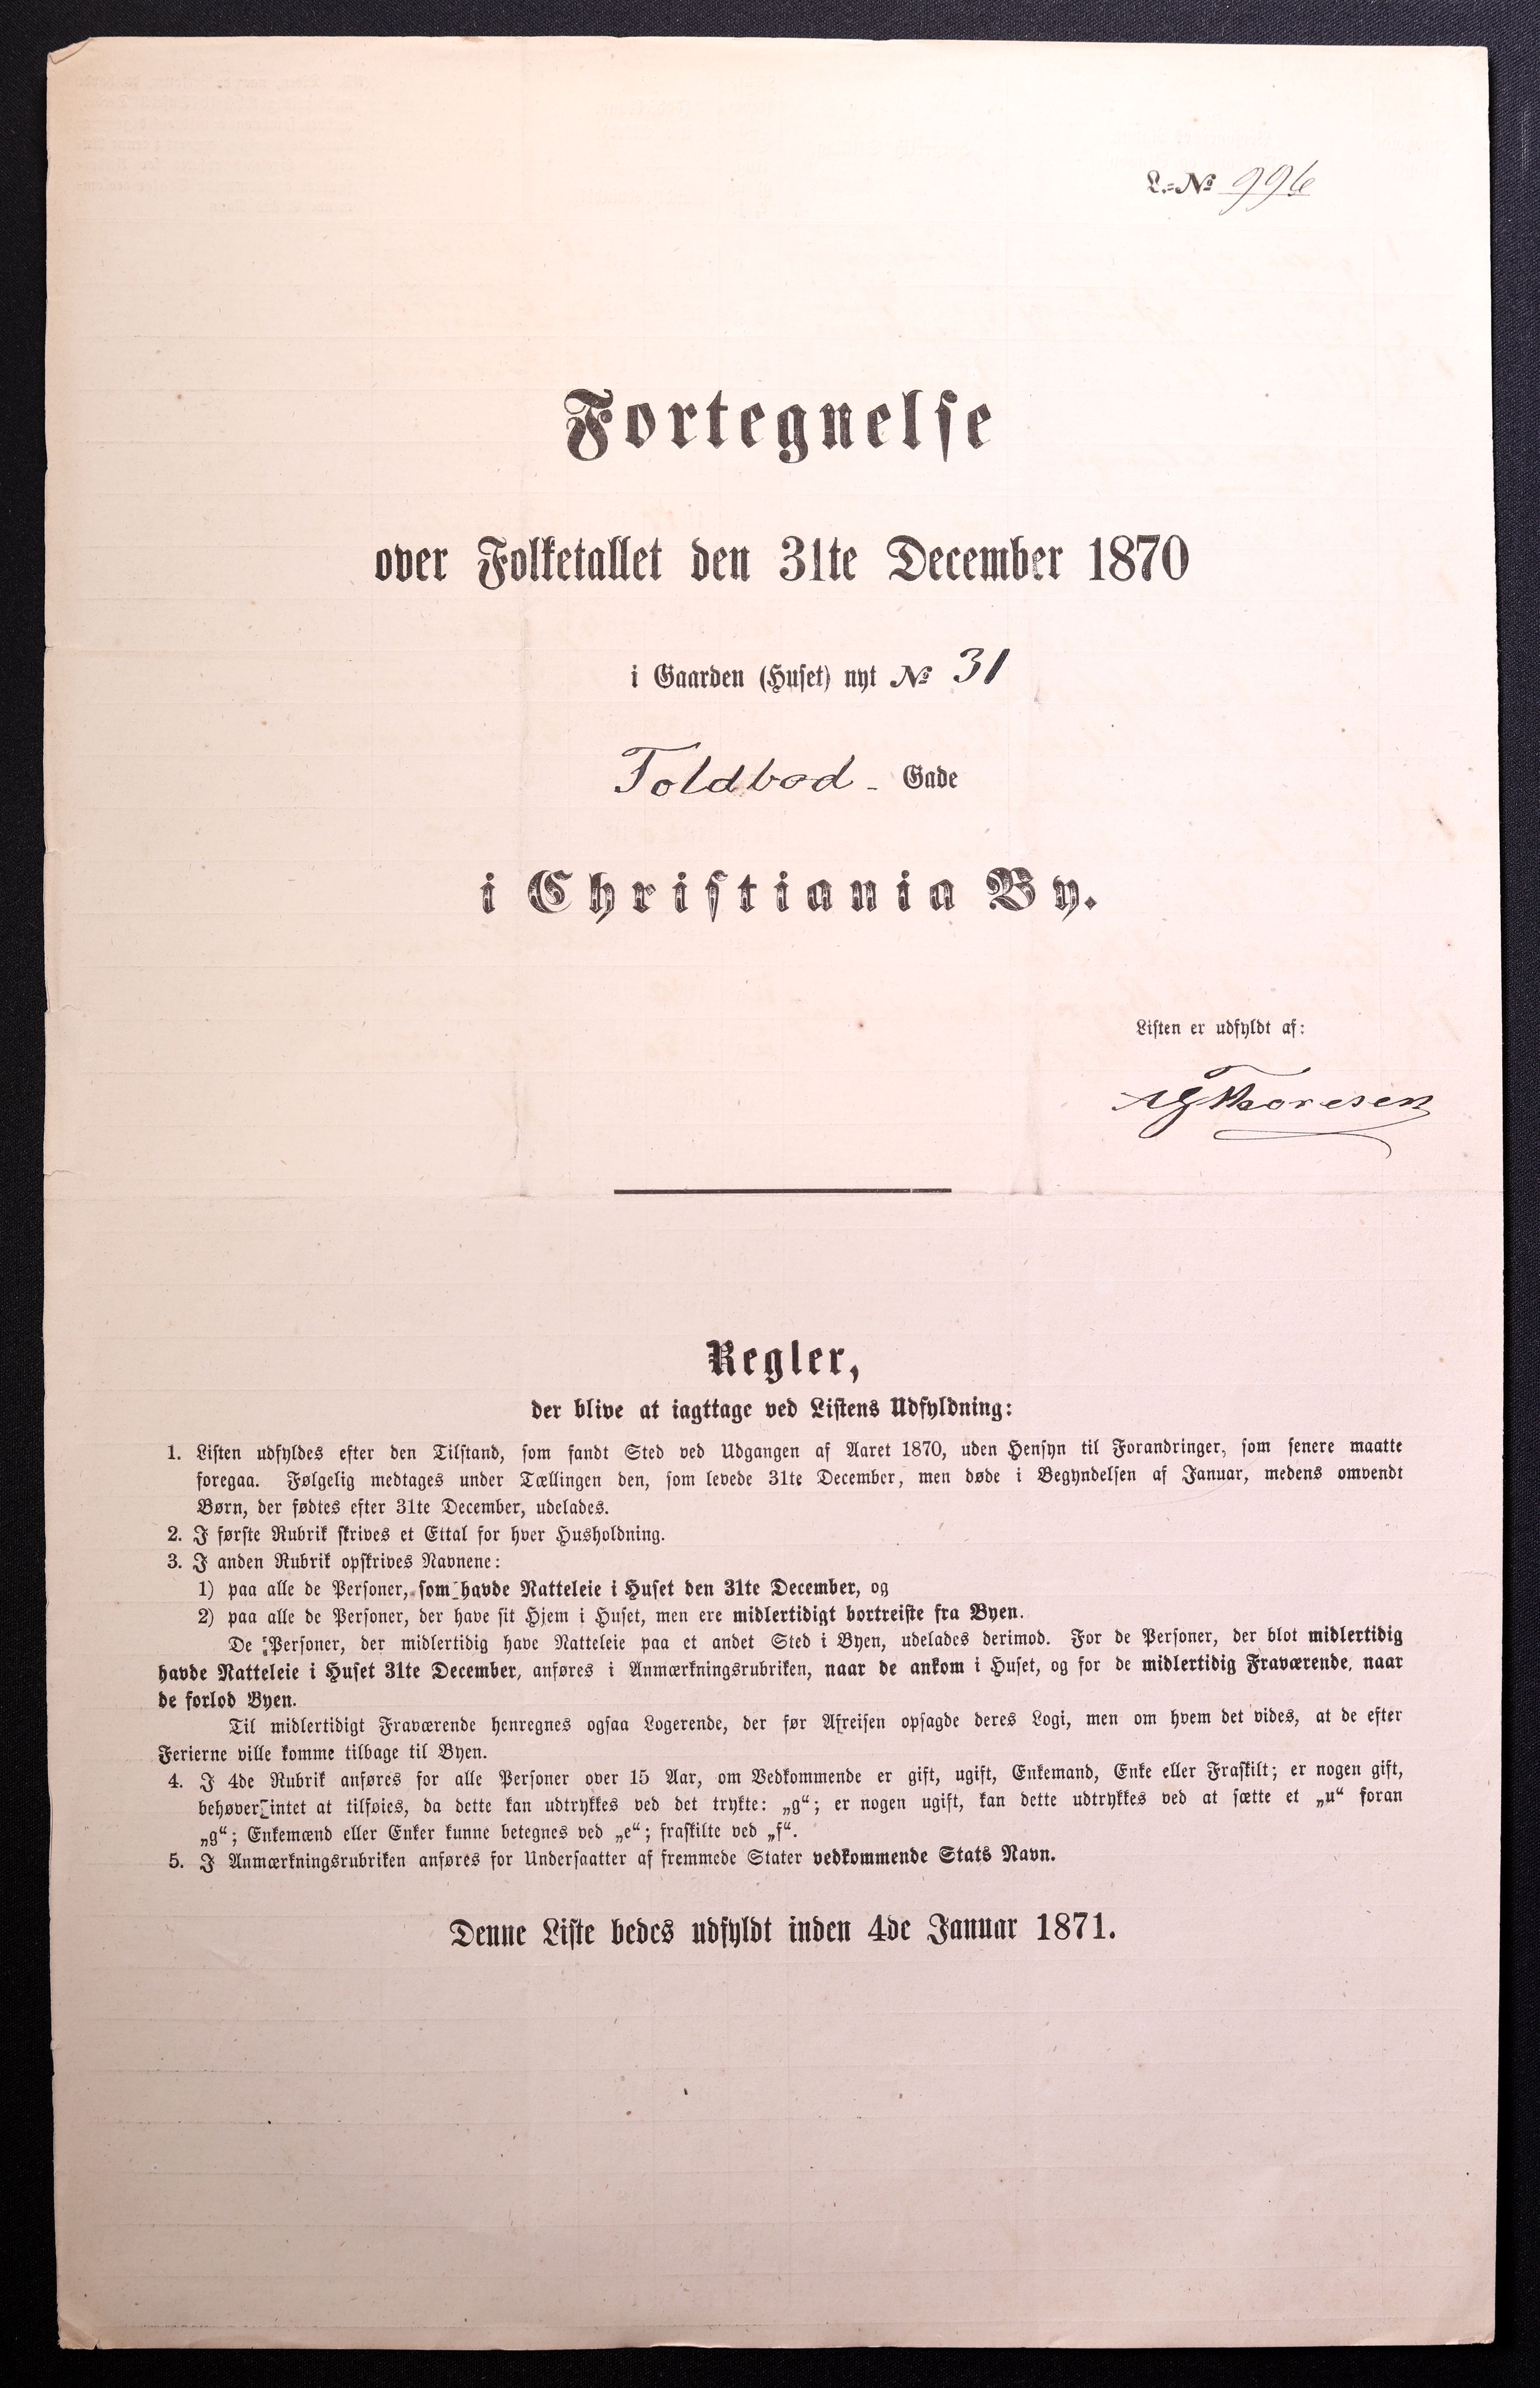 L.-№ 996
Fortegnelse
over Folketallet den 31te December 1870
i Gaarden (Huset) nyt № 31
Toldbod - Gade
i Christiania By.
Listen er udfyldt af:
AGThoresen
Regler,
der blive at iagttage ved Listens Udfyldning:
1. Listen udfyldes efter den Tilstand, som fandt Sted ved Udgangen af Aaret 1870, uden Hensyn til Forandringer, som senere maatte
foregaa. Følgelig medtages under Tællingen den, som levede 31te December, men døde i Begyndelsen af Januar, medens omvendt
Børn, der fødtes efter 31te December, udelades.
2. I første Rubrik skrives et Ettal for hver Husholdning.
3. I anden Rubrik opskrives Navnene:
1) paa alle de Personer, som havde Natteleie i Huset den 31te December, og
2) paa alle de Personer, der have sit Hjem i Huset, men ere midlertidigt bortreiste fra Byen.
De Personer, der midlertidig have Natteleie paa et andet Sted i Byen, udelades derimod. For de Personer, der blot midlertidig
havde Natteleie i Huset 31te December, anføres i Anmærkningsrubriken, naar de ankom i Huset, og for de midlertidig Fraværende, naar
de forlod Byen.
Til midlertidigt Fraværende henregnes ogsaa Logerende, der før Afreisen opsagde deres Logi, men om hvem det vides, at de efter
Ferierne ville komme tilbage til Byen.
4. I 4de Rubrik anføres for alle Personer over 15 Aar, om Vedkommende er gift, ugift, Enkemand, Enke eller Fraskilt; er nogen gift,
behøver intet at tilføies, da dette kan udtrykkes ved det trykte: „g“; er nogen ugift, kan dette udtrykkes ved at sætte et „u“ foran
„g“; Enkemænd eller Enker kunne betegnes ved „e“; fraskilte ved „f“.
5. I Anmærkningsrubriken anføres for Undersaatter af fremmede Stater vedkommende Stats Navn.
Denne Liste bedes udfyldt inden 4de Januar 1871.